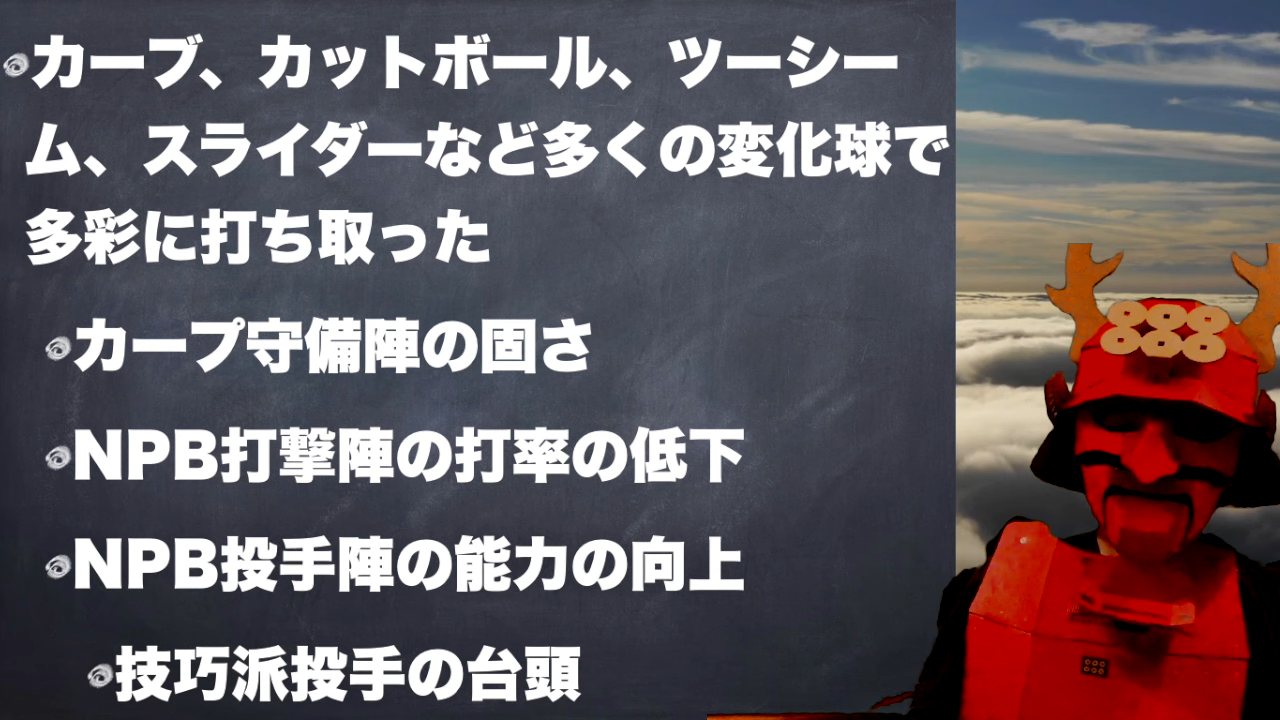 カーブ、カットボール、ツーシー
ム、スライダーなど多くの変化球で
多彩に打ち取った
カープ守備陣の固さ
NPB打撃陣の打率の低下
NPB投手陣の能力の向上
技巧派投手の台頭